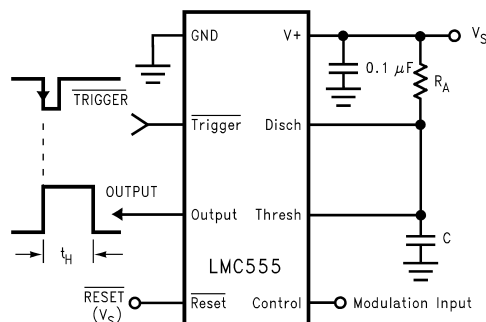 GND
V+
V_S
0.1 μF
R_A
TRIGGER
Trigger
Disch
OUTPUT
Output
Thresh
C
t_H
LMC555
RESET
(V_S)
Reset
Control
Modulation Input